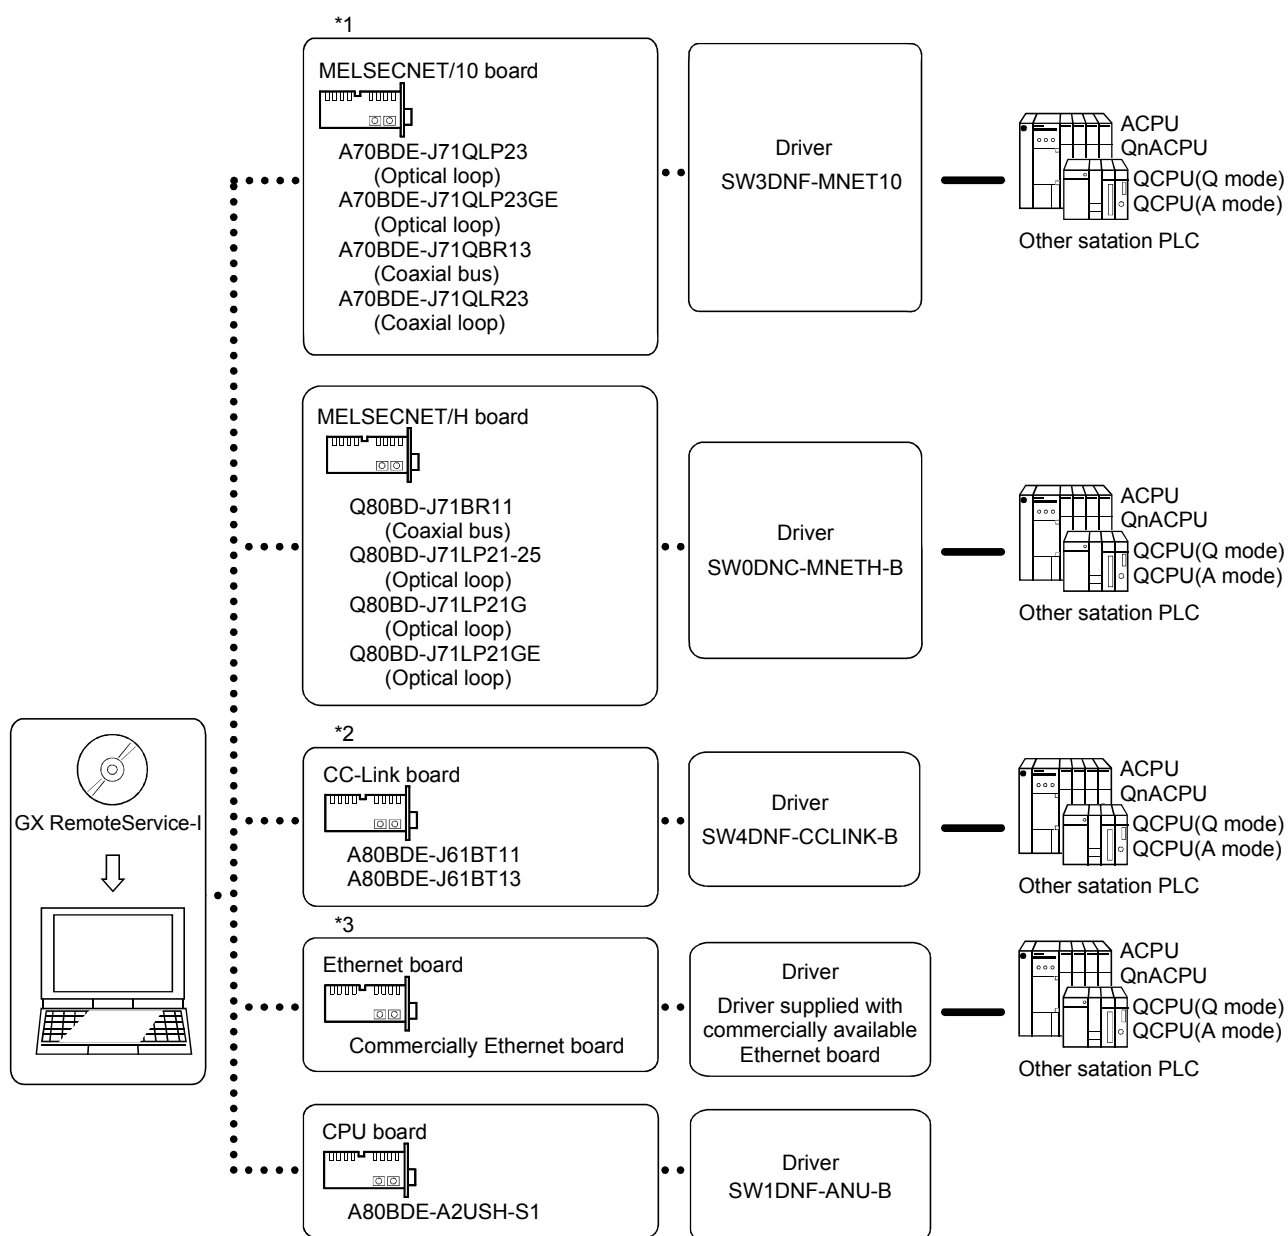 *1
MELSECNET/10 board
A70BDE-J71QLP23
(Optical loop)
A70BDE-J71QLP23GE
(Optical loop)
A70BDE-J71QBR13
(Coaxial bus)
A70BDE-J71QLR23
(Coaxial loop)
Driver
SW3DNF-MNET10
ACPU
QnACPU
QCPU(Q mode)
QCPU(A mode)
Other satation PLC
MELSECNET/H board
Q80BD-J71BR11
(Coaxial bus)
Q80BD-J71LP21-25
(Optical loop)
Q80BD-J71LP21G
(Optical loop)
Q80BD-J71LP21GE
(Optical loop)
Driver
SW0DNC-MNETH-B
ACPU
QnACPU
QCPU(Q mode)
QCPU(A mode)
Other satation PLC
GX RemoteService-I
*2
CC-Link board
A80BDE-J61BT11
A80BDE-J61BT13
Driver
SW4DNF-CCLINK-B
ACPU
QnACPU
QCPU(Q mode)
QCPU(A mode)
Other satation PLC
*3
Ethernet board
Commercially Ethernet board
Driver
Driver supplied with
commercially available
Ethernet board
ACPU
QnACPU
QCPU(Q mode)
QCPU(A mode)
Other satation PLC
CPU board
A80BDE-A2USH-S1
Driver
SW1DNF-ANU-B